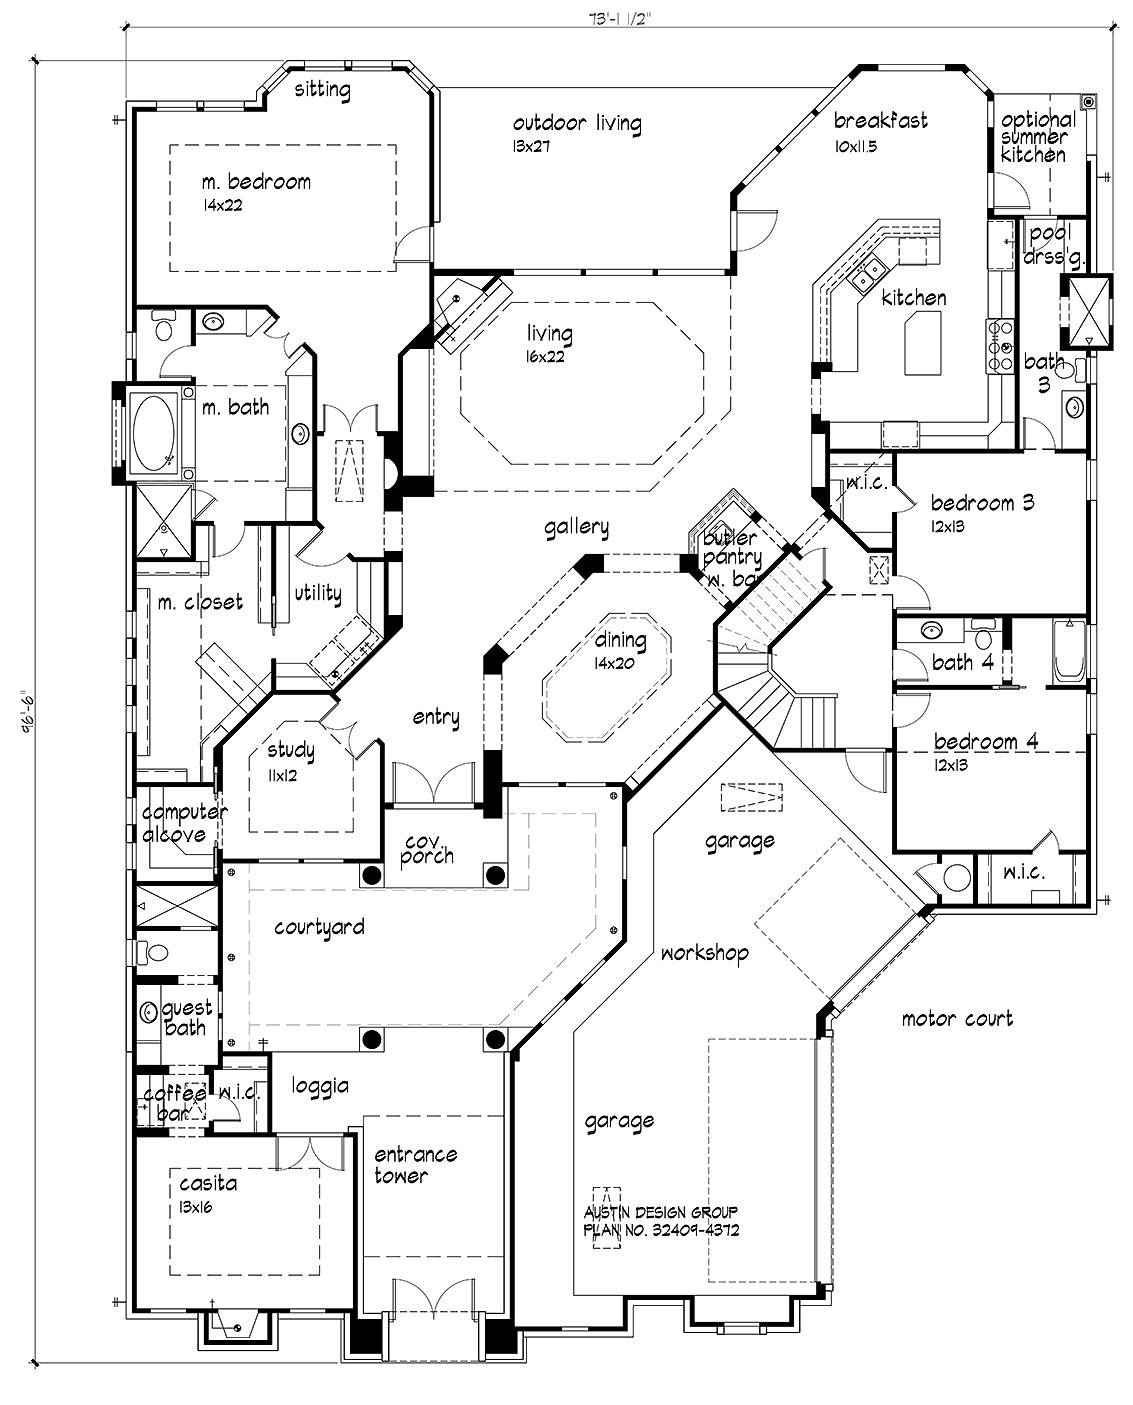 73'-1 1/2"
sitting
outdoor living
13x27
breakfast
10x11.5
optional
summer
kitchen
m. bedroom
14x22
pool
drss'g.
kitchen
living
16x22
bath
3
m. bath
w.i.c.
bedroom 3
12x13
gallery
butler
pantry
w. bar
utility
m. closet
dining
14x20
bath 4
96'-6"
entry
study
11x12
bedroom 4
12x13
computer
alcove
cov.
porch
garage
w.i.c.
courtyard
workshop
guest
bath
motor court
loggia
coffee
bar
w.i.c.
garage
entrance
tower
casita
13x16
AUSTIN DESIGN GROUP
PLAN NO. 32409-4372